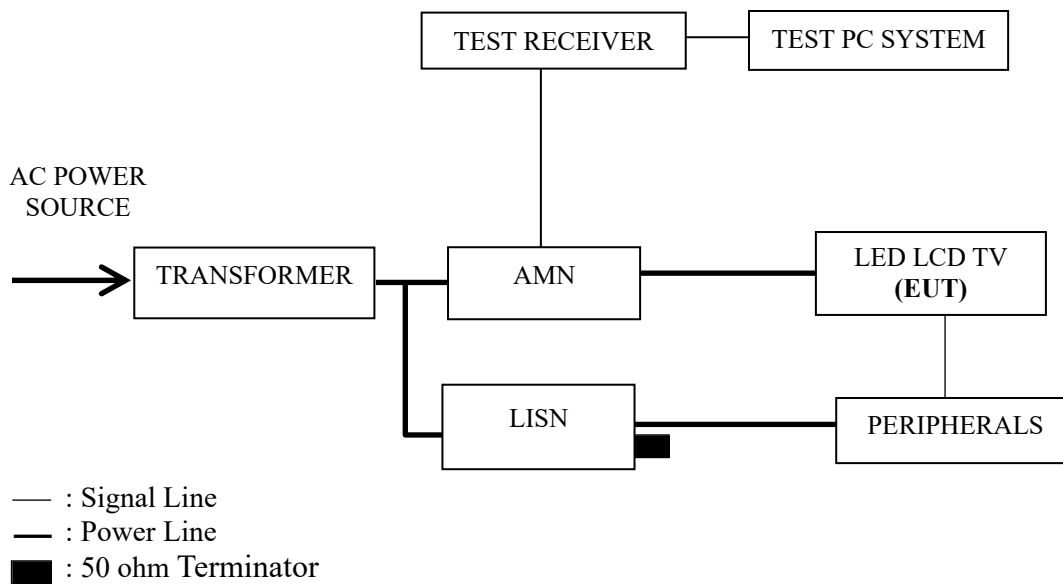 TEST RECEIVER
TEST PC SYSTEM
AC POWER
SOURCE
TRANSFORMER
AMN
LED LCD TV
(EUT)
LISN
PERIPHERALS
: Signal Line
: Power Line
: 50 ohm Terminator